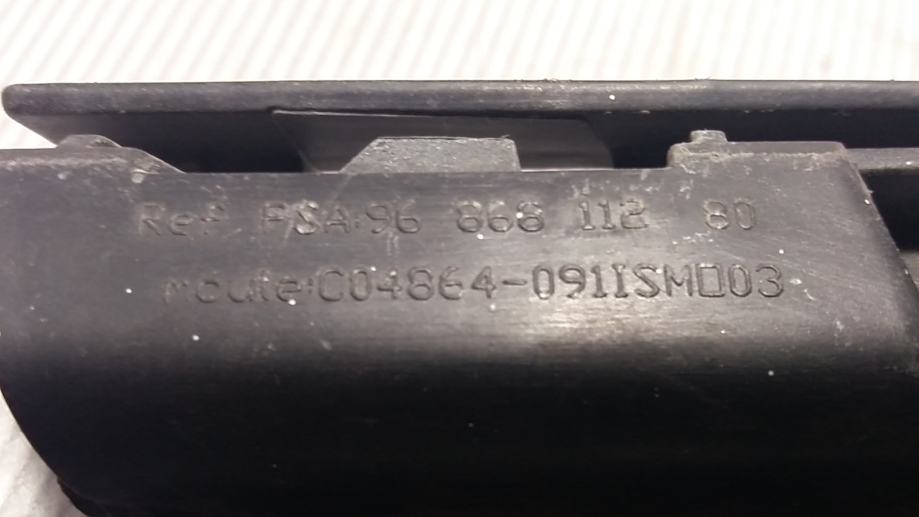 Ref PSA:96 868 112 80
moule:C04864-091ISM□03